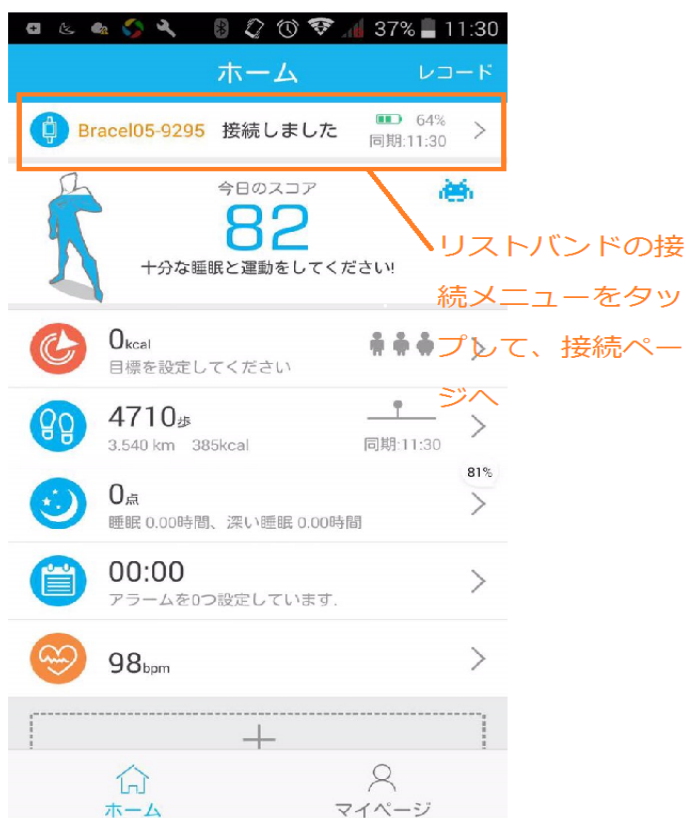 37% 11:30
ホーム レコード
Bracel05-9295 接続しました 64%
同期:11:30
今日のスコア
82
十分な睡眠と運動をしてください!
リストバンドの接
続メニューをタッ
プして、接続ペー
ジへ
0kcal
目標を設定してください
4710歩
3.540 km 385kcal 同期:11:30
81%
0点
睡眠 0.00時間、深い睡眠 0.00時間
00:00
アラームを0つ設定しています.
98bpm
ホーム マイページ